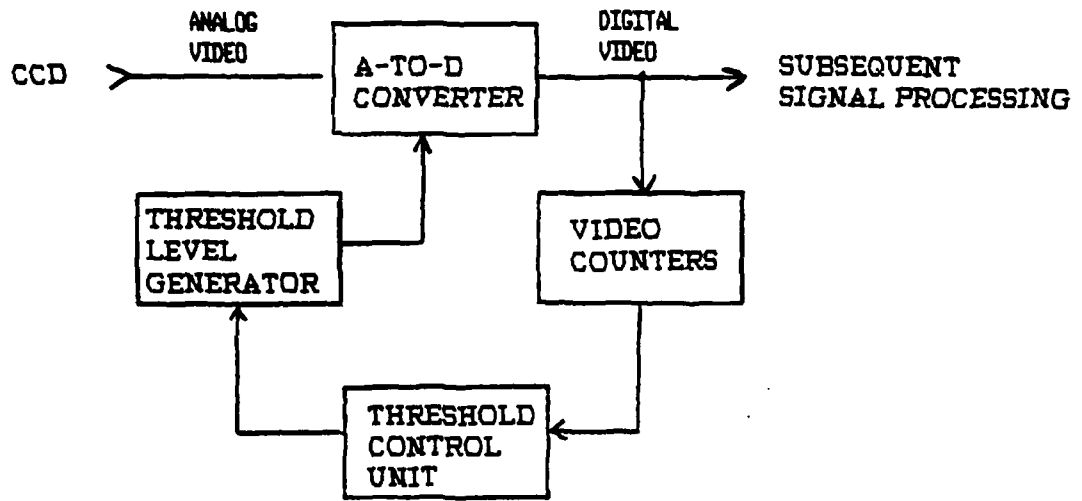 ANALOG
VIDEO
DIGITAL
VIDEO
CCD
A-TO-D
CONVERTER
SUBSEQUENT
SIGNAL PROCESSING
THRESHOLD
LEVEL
GENERATOR
VIDEO
COUNTERS
THRESHOLD
CONTROL
UNIT